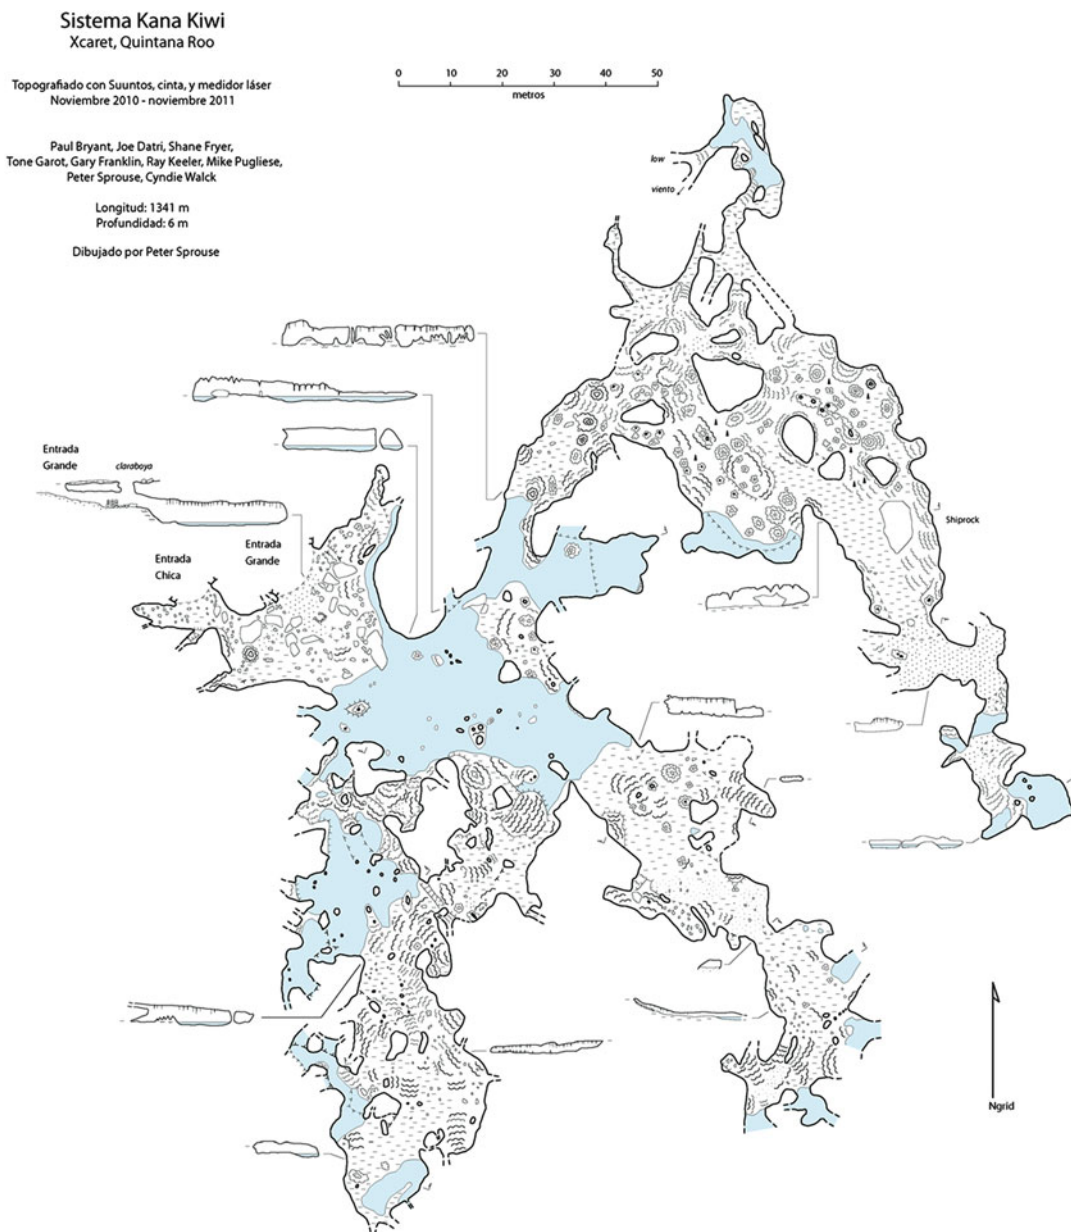 Sistema Kana Kiwi
Xcaret, Quintana Roo
Topografiado con Suuntos, cinta, y medidor láser
Noviembre 2010 - noviembre 2011
Paul Bryant, Joe Datri, Shane Fryer,
Tone Garot, Gary Franklin, Ray Keeler, Mike Pugliese,
Peter Sprouse, Cyndie Walck
Longitud: 1341 m
Profundidad: 6 m
Dibujado por Peter Sprouse
0 10 20 30 40 50
metros
low
viento
Entrada
Grande
claraboya
Entrada
Chica
Entrada
Grande
Shiprock
Ngrid